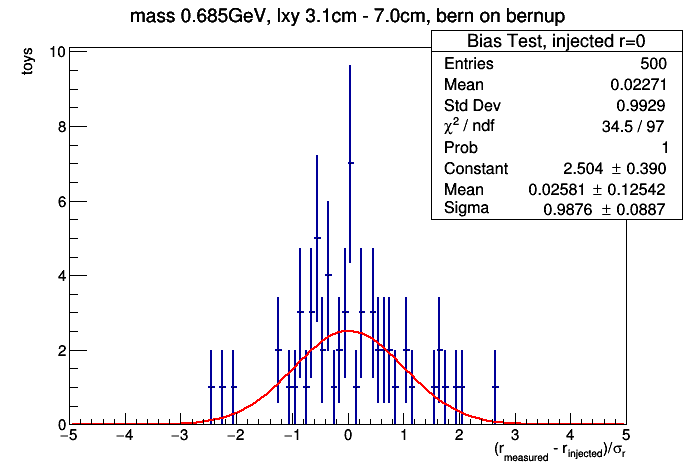 mass 0.685GeV, lxy 3.1cm - 7.0cm, bern on bernup
Bias Test, injected r=0
Entries 500
Mean 0.02271
Std Dev 0.9929
χ² / ndf 34.5 / 97
Prob 1
Constant 2.504 ± 0.390
Mean 0.02581 ± 0.12542
Sigma 0.9876 ± 0.0887
toys
10
8
6
4
2
0
−5 −4 −3 −2 −1 0 1 2 3 4 5
(r_measured - r_injected)/σ_r